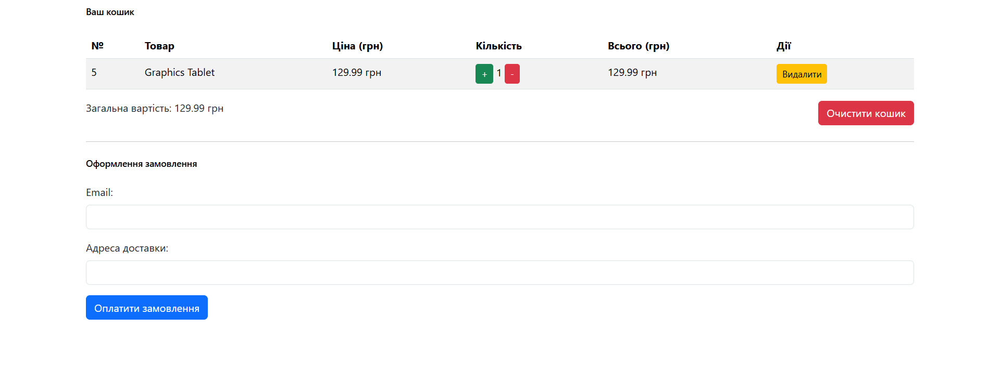 Ваш кошик
№ Товар Ціна (грн) Кількість Всього (грн) Дії
5 Graphics Tablet 129.99 грн + 1 - 129.99 грн Видалити
Загальна вартість: 129.99 грн Очистити кошик
Оформлення замовлення
Email:
Адреса доставки:
Оплатити замовлення